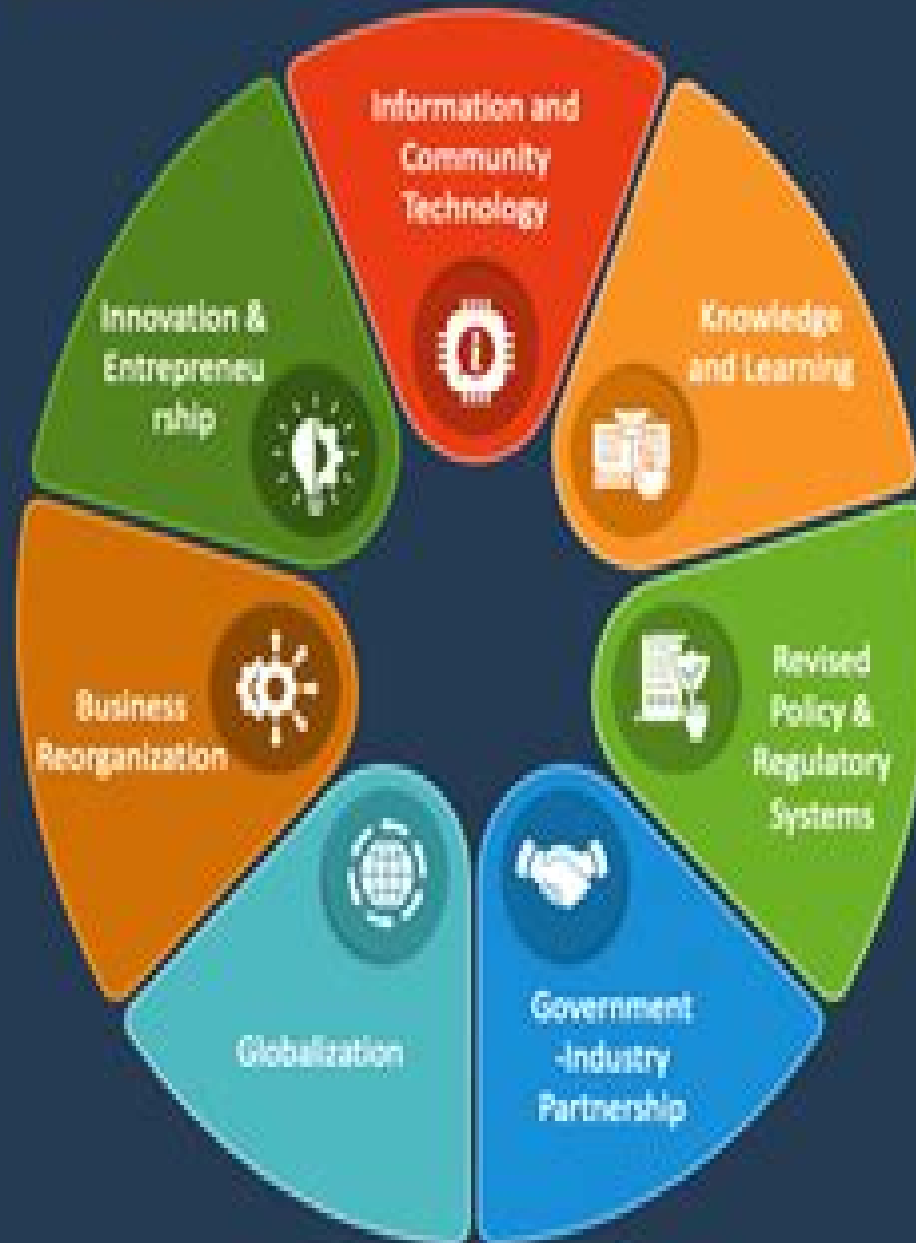 Information and
Community
Technology
Knowledge
and Learning
Revised
Policy &
Regulatory
Systems
Government
-Industry
Partnership
Globalization
Business
Reorganization
Innovation &
Entrepreneu
rship